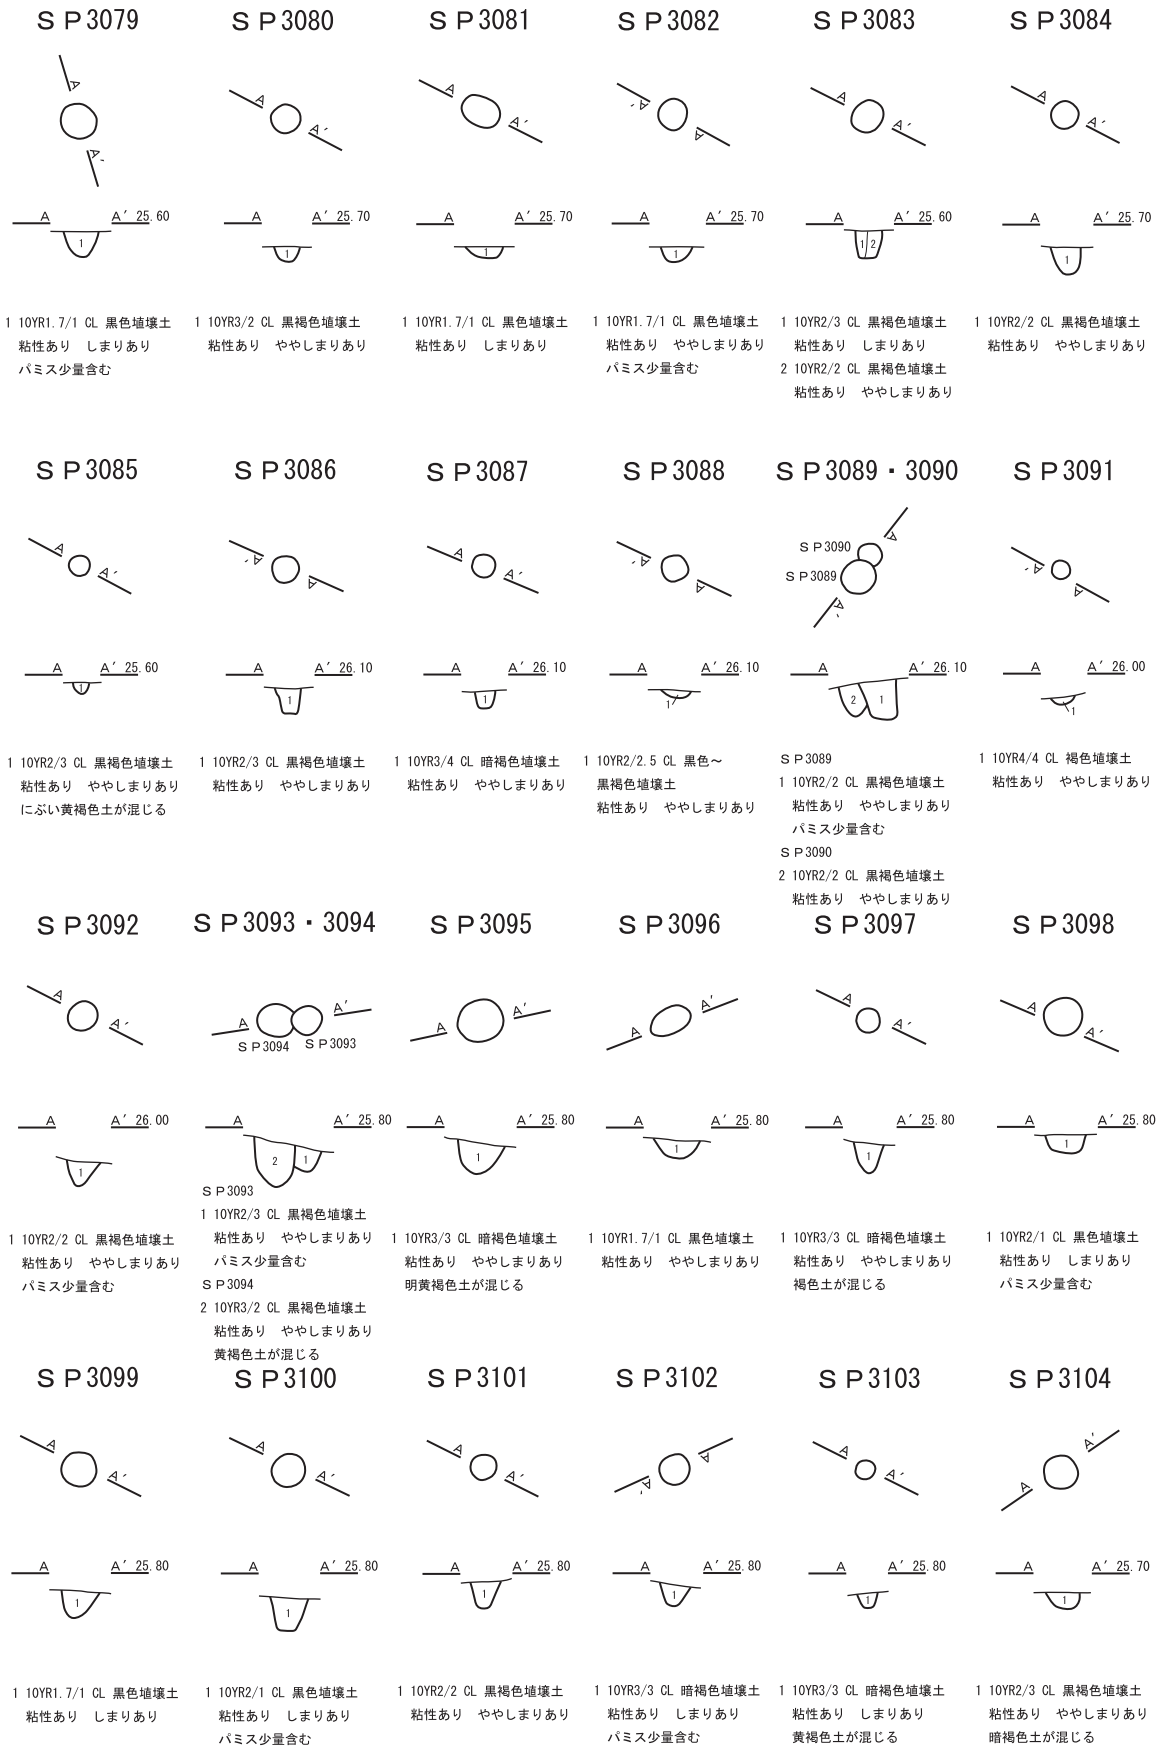 ＳＰ3079
A
A′
A A′ 25.60
1
1 10YR1.7/1 CL 黒色埴壌土
粘性あり しまりあり
パミス少量含む
ＳＰ3080
A
A′
A A′ 25.70
1
1 10YR3/2 CL 黒褐色埴壌土
粘性あり ややしまりあり
ＳＰ3081
A
A′
A A′ 25.70
1
1 10YR1.7/1 CL 黒色埴壌土
粘性あり しまりあり
ＳＰ3082
A′
A
A A′ 25.70
1
1 10YR1.7/1 CL 黒色埴壌土
粘性あり ややしまりあり
パミス少量含む
ＳＰ3083
A
A′
A A′ 25.60
1 2
1 10YR2/3 CL 黒褐色埴壌土
粘性あり しまりあり
2 10YR2/2 CL 黒褐色埴壌土
粘性あり ややしまりあり
ＳＰ3084
A
A′
A A′ 25.70
1
1 10YR2/2 CL 黒褐色埴壌土
粘性あり ややしまりあり
ＳＰ3085
A
A′
A A′ 25.60
1
1 10YR2/3 CL 黒褐色埴壌土
粘性あり ややしまりあり
にぶい黄褐色土が混じる
ＳＰ3086
A′
A
A A′ 26.10
1
1 10YR2/3 CL 黒褐色埴壌土
粘性あり ややしまりあり
ＳＰ3087
A
A′
A A′ 26.10
1
1 10YR3/4 CL 暗褐色埴壌土
粘性あり ややしまりあり
ＳＰ3088
A′
A
A A′ 26.10
1
1 10YR2/2.5 CL 黒色～
黒褐色埴壌土
粘性あり ややしまりあり
ＳＰ3089・3090
A
ＳＰ3090
ＳＰ3089
A′
A A′ 26.10
2 1
ＳＰ3089
1 10YR2/2 CL 黒褐色埴壌土
粘性あり ややしまりあり
パミス少量含む
ＳＰ3090
2 10YR2/2 CL 黒褐色埴壌土
粘性あり ややしまりあり
ＳＰ3091
A′
A
A A′ 26.00
1
1 10YR4/4 CL 褐色埴壌土
粘性あり ややしまりあり
ＳＰ3092
A
A′
A A′ 26.00
1
1 10YR2/2 CL 黒褐色埴壌土
粘性あり ややしまりあり
パミス少量含む
ＳＰ3093・3094
A A′
ＳＰ3094 ＳＰ3093
A A′ 25.80
2 1
ＳＰ3093
1 10YR2/3 CL 黒褐色埴壌土
粘性あり ややしまりあり
パミス少量含む
ＳＰ3094
2 10YR3/2 CL 黒褐色埴壌土
粘性あり ややしまりあり
黄褐色土が混じる
ＳＰ3095
A′
A
A A′ 25.80
1
1 10YR3/3 CL 暗褐色埴壌土
粘性あり ややしまりあり
明黄褐色土が混じる
ＳＰ3096
A′
A
A A′ 25.80
1
1 10YR1.7/1 CL 黒色埴壌土
粘性あり ややしまりあり
ＳＰ3097
A
A′
A A′ 25.80
1
1 10YR3/3 CL 暗褐色埴壌土
粘性あり ややしまりあり
褐色土が混じる
ＳＰ3098
A
A′
A A′ 25.80
1
1 10YR2/1 CL 黒色埴壌土
粘性あり しまりあり
パミス少量含む
ＳＰ3099
A
A′
A A′ 25.80
1
1 10YR1.7/1 CL 黒色埴壌土
粘性あり しまりあり
ＳＰ3100
A
A′
A A′ 25.80
1
1 10YR2/1 CL 黒色埴壌土
粘性あり しまりあり
パミス少量含む
ＳＰ3101
A
A′
A A′ 25.80
1
1 10YR2/2 CL 黒褐色埴壌土
粘性あり ややしまりあり
ＳＰ3102
A
A′
A A′ 25.80
1
1 10YR3/3 CL 暗褐色埴壌土
粘性あり しまりあり
パミス少量含む
ＳＰ3103
A
A′
A A′ 25.80
1
1 10YR3/3 CL 暗褐色埴壌土
粘性あり しまりあり
黄褐色土が混じる
ＳＰ3104
A′
A
A A′ 25.70
1
1 10YR2/3 CL 黒褐色埴壌土
粘性あり ややしまりあり
暗褐色土が混じる